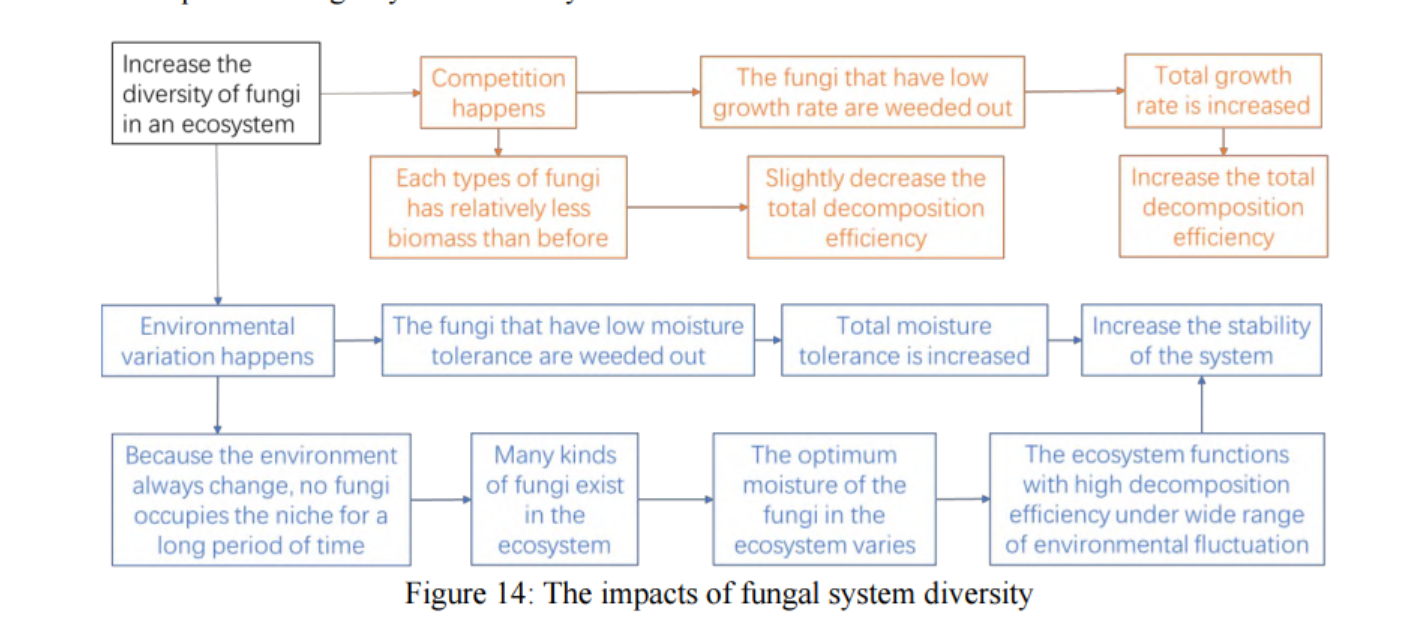 Increase the
diversity of fungi
in an ecosystem
Competition
happens
The fungi that have low
growth rate are weeded out
Total growth
rate is increased
Each types of fungi
has relatively less
biomass than before
Slightly decrease the
total decomposition
efficiency
Increase the total
decomposition
efficiency
Environmental
variation happens
The fungi that have low moisture
tolerance are weeded out
Total moisture
tolerance is increased
Increase the stability
of the system
Because the environment
always change, no fungi
occupies the niche for a
long period of time
Many kinds
of fungi exist
in the
ecosystem
The optimum
moisture of the
fungi in the
ecosystem varies
The ecosystem functions
with high decomposition
efficiency under wide range
of environmental fluctuation
Figure 14: The impacts of fungal system diversity